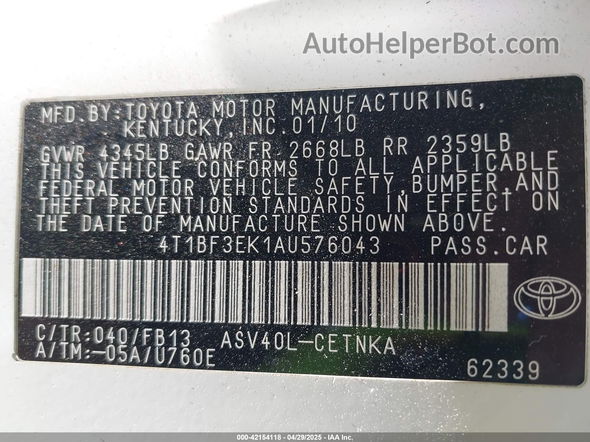 AutoHelperBot.com
MFD.BY:TOYOTA MOTOR MANUFACTURING,
KENTUCKY,INC.01/10
GVWR 4345LB GAWR FR 2668LB RR 2359LB
THIS VEHICLE CONFORMS TO ALL APPLICABLE
FEDERAL MOTOR VEHICLE SAFETY,BUMPER,AND
THEFT PREVENTION STANDARDS IN EFFECT ON
THE DATE OF MANUFACTURE SHOWN ABOVE.
4T1BF3EK1AU576043 PASS.CAR
C/TR:040/FB13 ASV40L-CETNKA
A/TM:-05A/U760E
62339
000-42154118 - 04/29/2025 - IAA Inc.